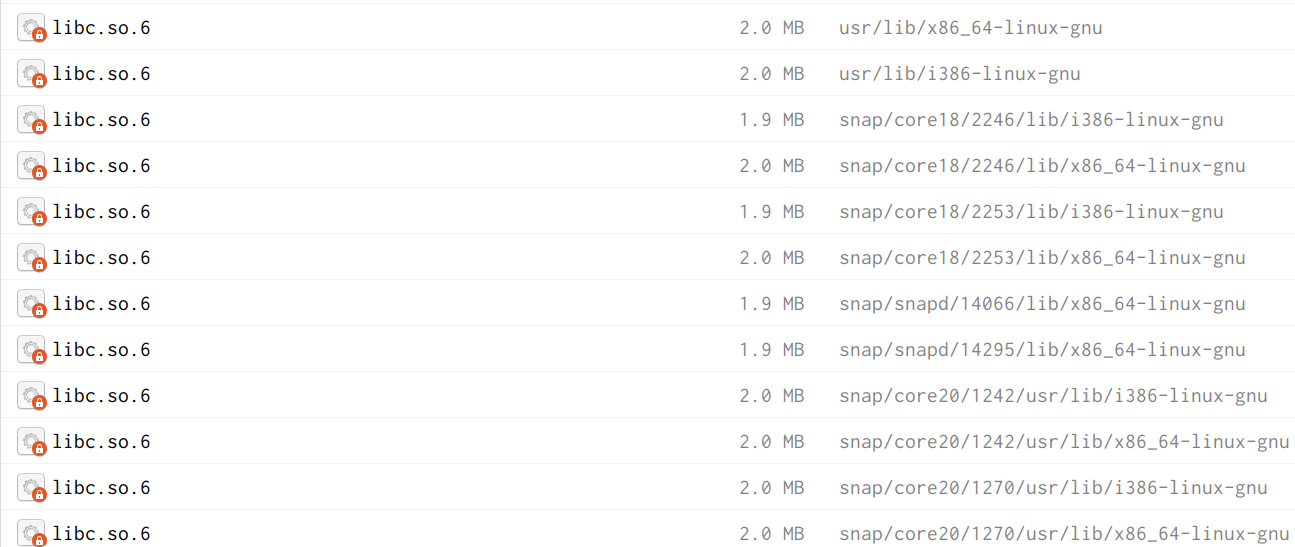 libc.so.6 2.0 MB usr/lib/x86_64-linux-gnu
libc.so.6 2.0 MB usr/lib/i386-linux-gnu
libc.so.6 1.9 MB snap/core18/2246/lib/i386-linux-gnu
libc.so.6 2.0 MB snap/core18/2246/lib/x86_64-linux-gnu
libc.so.6 1.9 MB snap/core18/2253/lib/i386-linux-gnu
libc.so.6 2.0 MB snap/core18/2253/lib/x86_64-linux-gnu
libc.so.6 1.9 MB snap/snapd/14066/lib/x86_64-linux-gnu
libc.so.6 1.9 MB snap/snapd/14295/lib/x86_64-linux-gnu
libc.so.6 2.0 MB snap/core20/1242/usr/lib/i386-linux-gnu
libc.so.6 2.0 MB snap/core20/1242/usr/lib/x86_64-linux-gnu
libc.so.6 2.0 MB snap/core20/1270/usr/lib/i386-linux-gnu
libc.so.6 2.0 MB snap/core20/1270/usr/lib/x86_64-linux-gnu